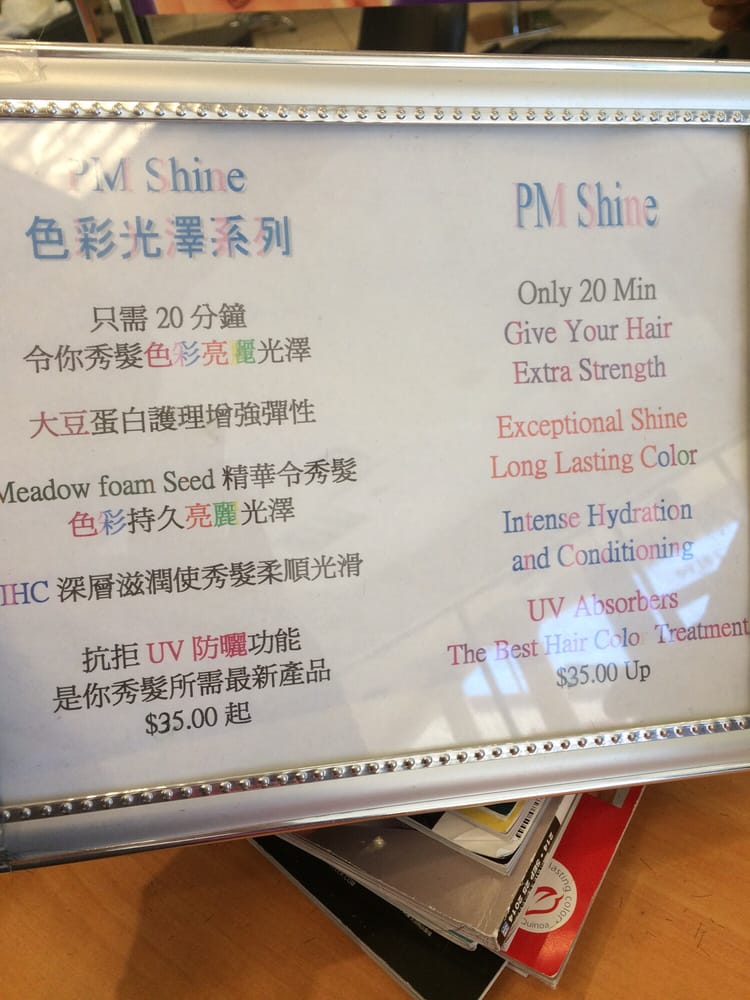 PM Shine
色彩光澤系列
只需 20 分鐘
令你秀髮色彩亮麗光澤
大豆蛋白護理增強彈性
Meadow foam Seed 精華令秀髮
色彩持久亮麗光澤
IHC 深層滋潤使秀髮柔順光滑
抗拒 UV 防曬功能
是你秀髮所需最新產品
$35.00 起
PM Shine
Only 20 Min
Give Your Hair
Extra Strength
Exceptional Shine
Long Lasting Color
Intense Hydration
and Conditioning
UV Absorbers
The Best Hair Colo Treatment
$35.00 Up
lasting color